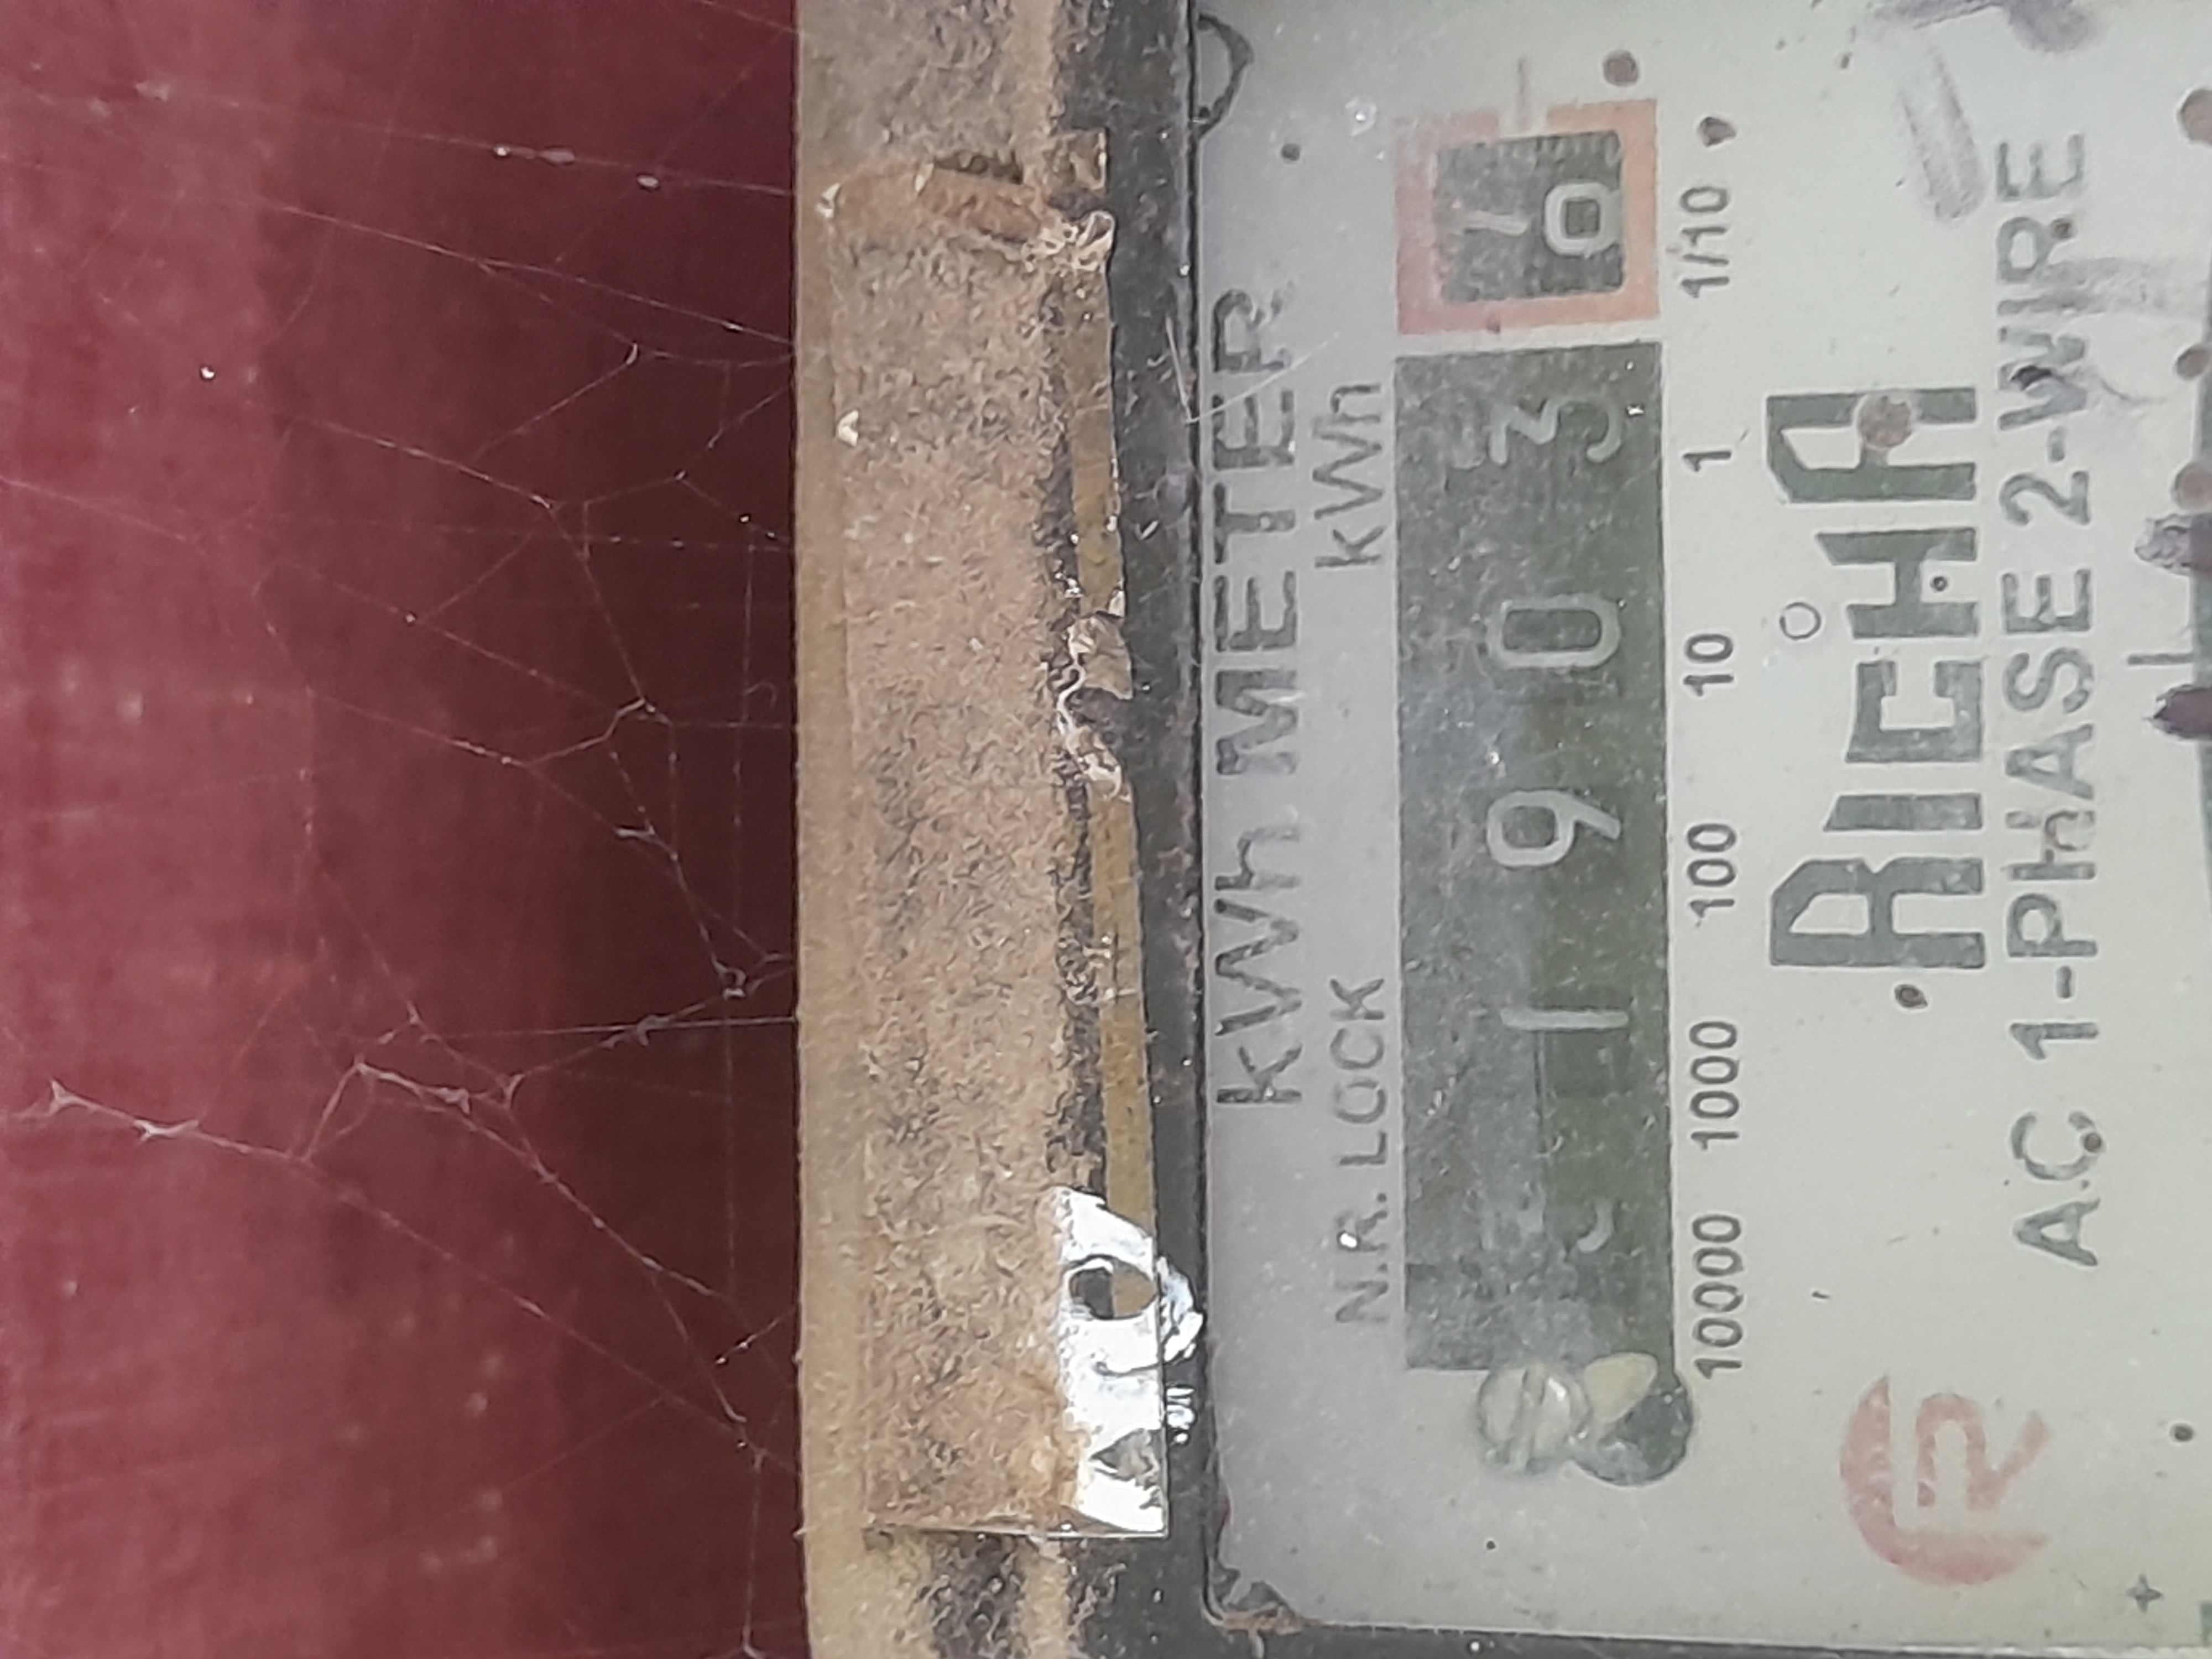 kWh METER
N.R. LOCK kWh
1 9 0 3
10000 1000 100 10 1 1/10
R
RICHA
AC 1-PHASE 2-WIRE